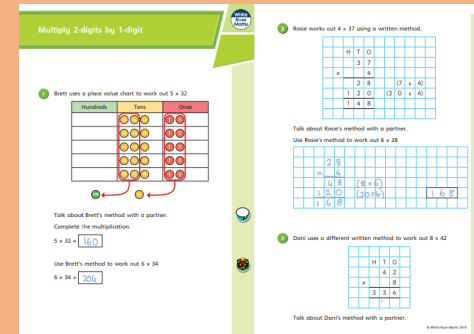 Multiply 2-digits by 1-digit
White
Rose
Maths
1 Brett uses a place value chart to work out 5 × 32
Hundreds Tens Ones
Talk about Brett's method with a partner.
Complete the multiplication.
5 × 32 = 160
Use Brett's method to work out 6 × 34
6 × 34 = 204
2 Rosie works out 4 × 37 using a written method.
H T O
3 7
× 4
2 8 (7 × 4)
1 2 0 (3 0 × 4)
1 4 8
Talk about Rosie's method with a partner.
Use Rosie's method to work out 6 × 28
2 8
× 6
4 8 (8×6)
1 2 0 (20×6)
1 6 8
1 6 8
3 Dani uses a different written method to work out 8 × 42
H T O
4 2
× 8
3 3 6
1
Talk about Dani's method with a partner.
© White Rose Maths 2019